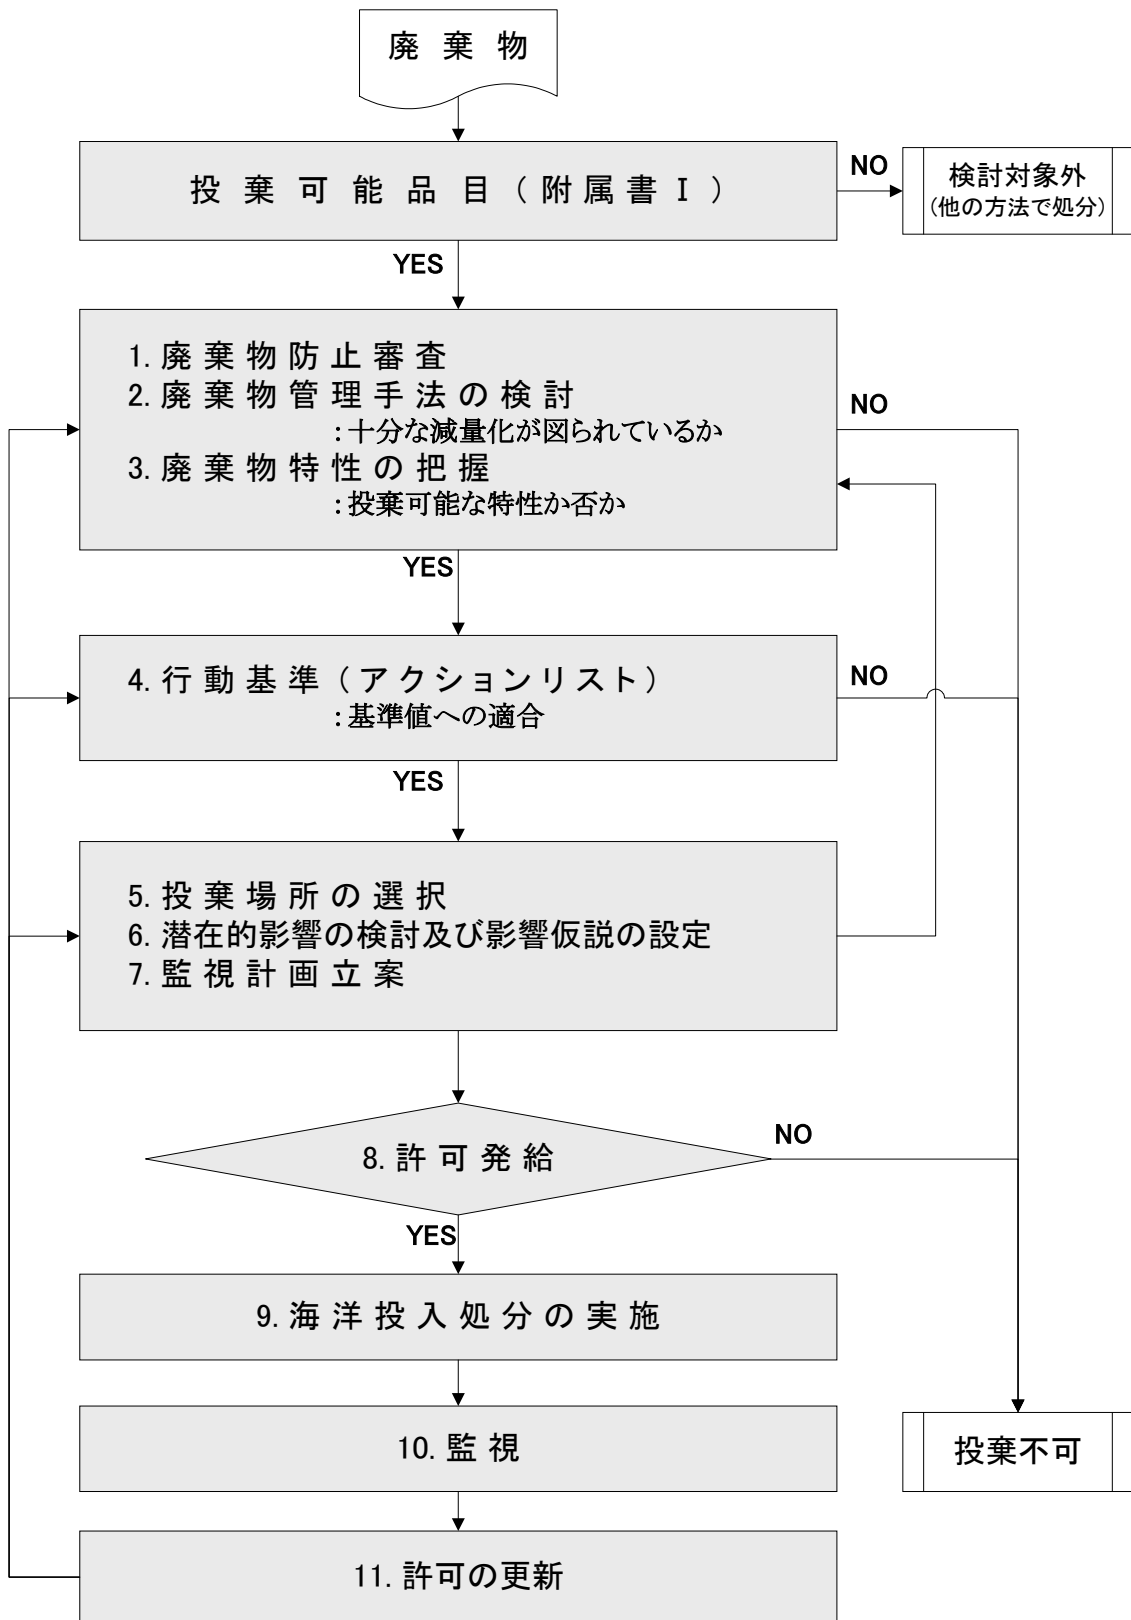 廃棄物
投棄可能品目（附属書Ⅰ）
NO
検討対象外
(他の方法で処分)
YES
1. 廃棄物防止審査
2. 廃棄物管理手法の検討
：十分な減量化が図られているか
3. 廃棄物特性の把握
：投棄可能な特性か否か
NO
YES
4. 行動基準（アクションリスト）
：基準値への適合
NO
YES
5. 投棄場所の選択
6. 潜在的影響の検討及び影響仮説の設定
7. 監視計画立案
8. 許可発給
NO
YES
9. 海洋投入処分の実施
10. 監視
投棄不可
11. 許可の更新